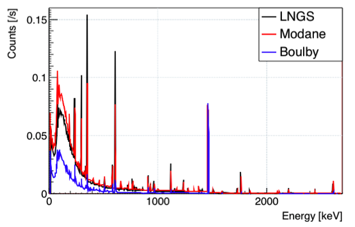 Counts [/s]
0.15
0.1
0.05
0
LNGS
Modane
Boulby
0 1000 2000
Energy [keV]